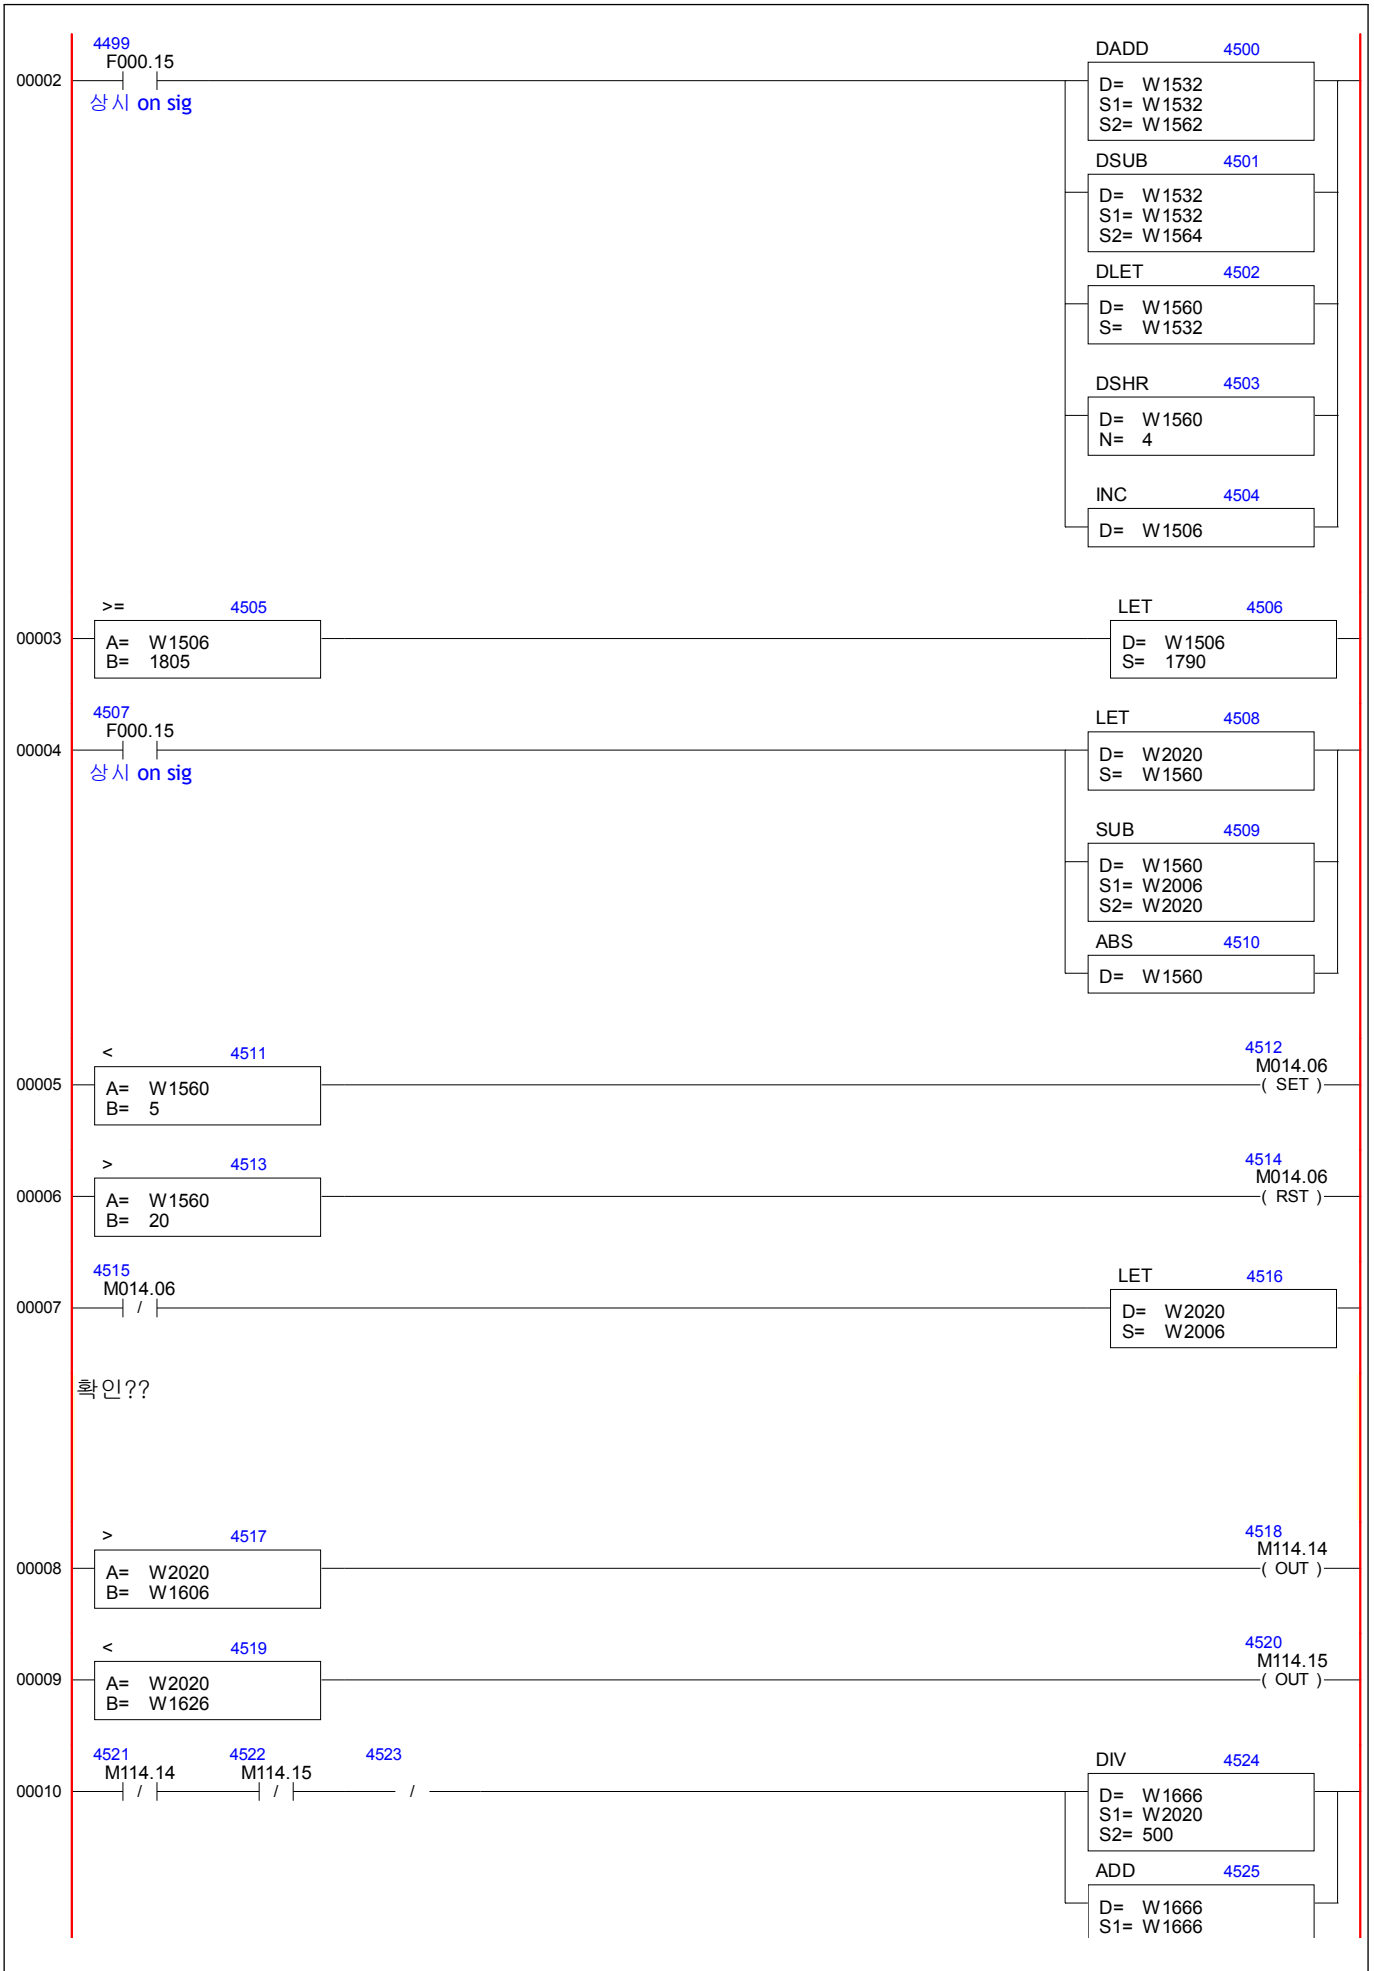 4499
F000.15
00002
상시 on sig
DADD 4500
D= W1532
S1= W1532
S2= W1562
DSUB 4501
D= W1532
S1= W1532
S2= W1564
DLET 4502
D= W1560
S= W1532
DSHR 4503
D= W1560
N= 4
INC 4504
D= W1506
>= 4505
00003
A= W1506
B= 1805
LET 4506
D= W1506
S= 1790
4507
F000.15
00004
상시 on sig
LET 4508
D= W2020
S= W1560
SUB 4509
D= W1560
S1= W2006
S2= W2020
ABS 4510
D= W1560
< 4511
00005
A= W1560
B= 5
4512
M014.06
( SET )
> 4513
00006
A= W1560
B= 20
4514
M014.06
( RST )
4515
M014.06
00007 /
LET 4516
D= W2020
S= W2006
확인??
> 4517
00008
A= W2020
B= W1606
4518
M114.14
( OUT )
< 4519
00009
A= W2020
B= W1626
4520
M114.15
( OUT )
4521 4522 4523
M114.14 M114.15
00010 / / /
DIV 4524
D= W1666
S1= W2020
S2= 500
ADD 4525
D= W1666
S1= W1666